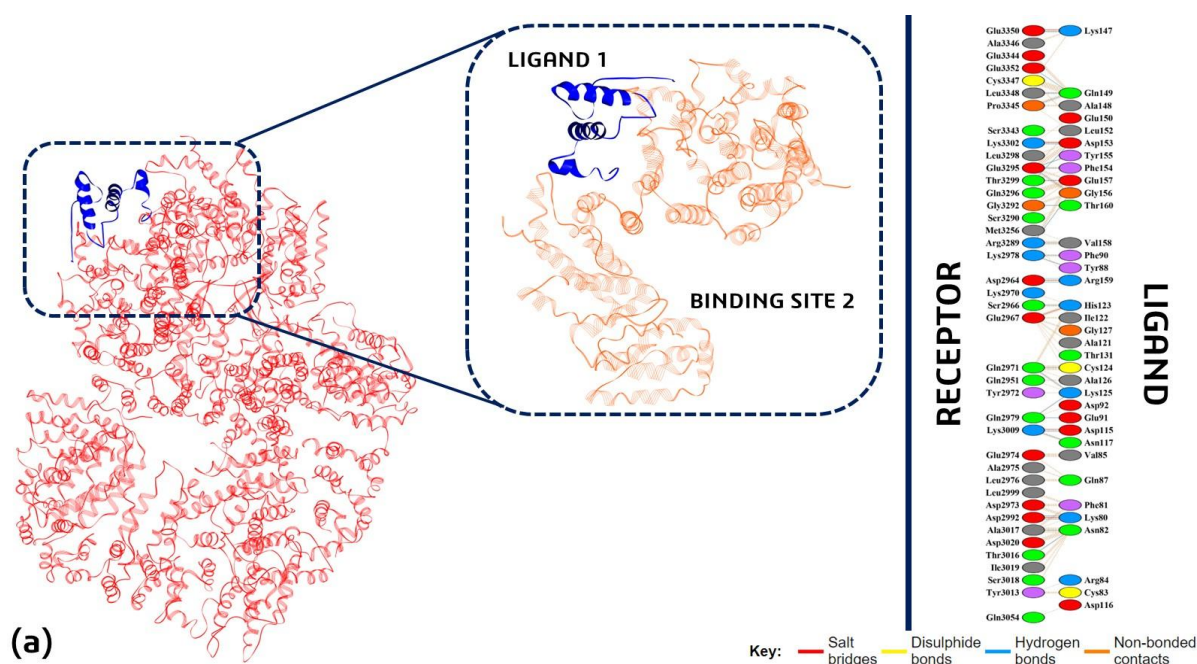 LIGAND 1
BINDING SITE 2
(a)
RECEPTOR
LIGAND
Glu3350 Lys147
Ala3346
Glu3344
Glu3352
Cys3347
Leu3348 Gln149
Pro3345 Ala148
Glu150
Ser3343 Leu152
Lys3302 Asp153
Leu3298 Tyr155
Glu3295 Phe154
Thr3299 Glu157
Gln3296 Gly156
Gly3292 Thr160
Ser3290
Met3256
Arg3289 Val158
Lys2978 Phe90
Tyr88
Asp2964 Arg159
Lys2970
Ser2966 His123
Glu2967 Ile122
Gly127
Ala121
Thr131
Gln2971 Cys124
Gln2951 Ala126
Tyr2972 Lys125
Asp92
Gln2979 Glu91
Lys3009 Asp115
Asn117
Glu2974 Val85
Ala2975
Leu2976 Gln87
Leu2999
Asp2973 Phe81
Asp2992 Lys80
Ala3017 Asn82
Asp3020
Thr3016
Ile3019
Ser3018 Arg84
Tyr3013 Cys83
Asp116
Gln3054
Key: Salt bridges Disulphide bonds Hydrogen bonds Non-bonded contacts